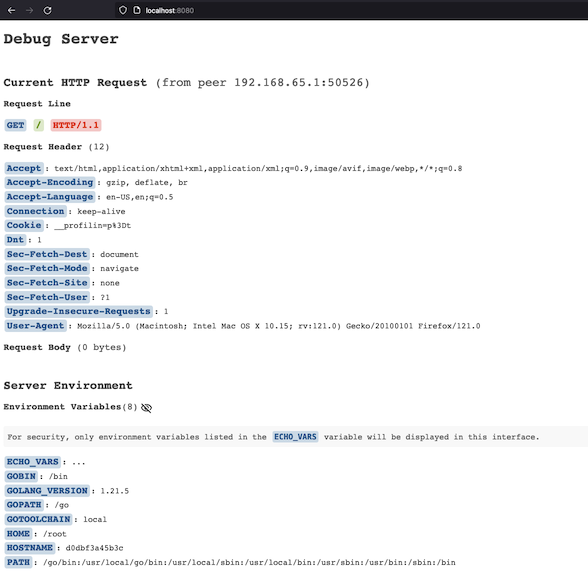 localhost:8080
Debug Server
Current HTTP Request (from peer 192.168.65.1:50526)
Request Line
GET / HTTP/1.1
Request Header (12)
Accept: text/html,application/xhtml+xml,application/xml;q=0.9,image/avif,image/webp,*/*;q=0.8
Accept-Encoding: gzip, deflate, br
Accept-Language: en-US,en;q=0.5
Connection: keep-alive
Cookie: __profilin=p%3Dt
Dnt: 1
Sec-Fetch-Dest: document
Sec-Fetch-Mode: navigate
Sec-Fetch-Site: none
Sec-Fetch-User: ?1
Upgrade-Insecure-Requests: 1
User-Agent: Mozilla/5.0 (Macintosh; Intel Mac OS X 10.15; rv:121.0) Gecko/20100101 Firefox/121.0
Request Body (0 bytes)
Server Environment
Environment Variables(8)
For security, only environment variables listed in the ECHO_VARS variable will be displayed in this interface.
ECHO_VARS: ...
GOBIN: /bin
GOLANG_VERSION: 1.21.5
GOPATH: /go
GOTOOLCHAIN: local
HOME: /root
HOSTNAME: d0dbf3a45b3c
PATH: /go/bin:/usr/local/go/bin:/usr/local/sbin:/usr/local/bin:/usr/sbin:/usr/bin:/sbin:/bin